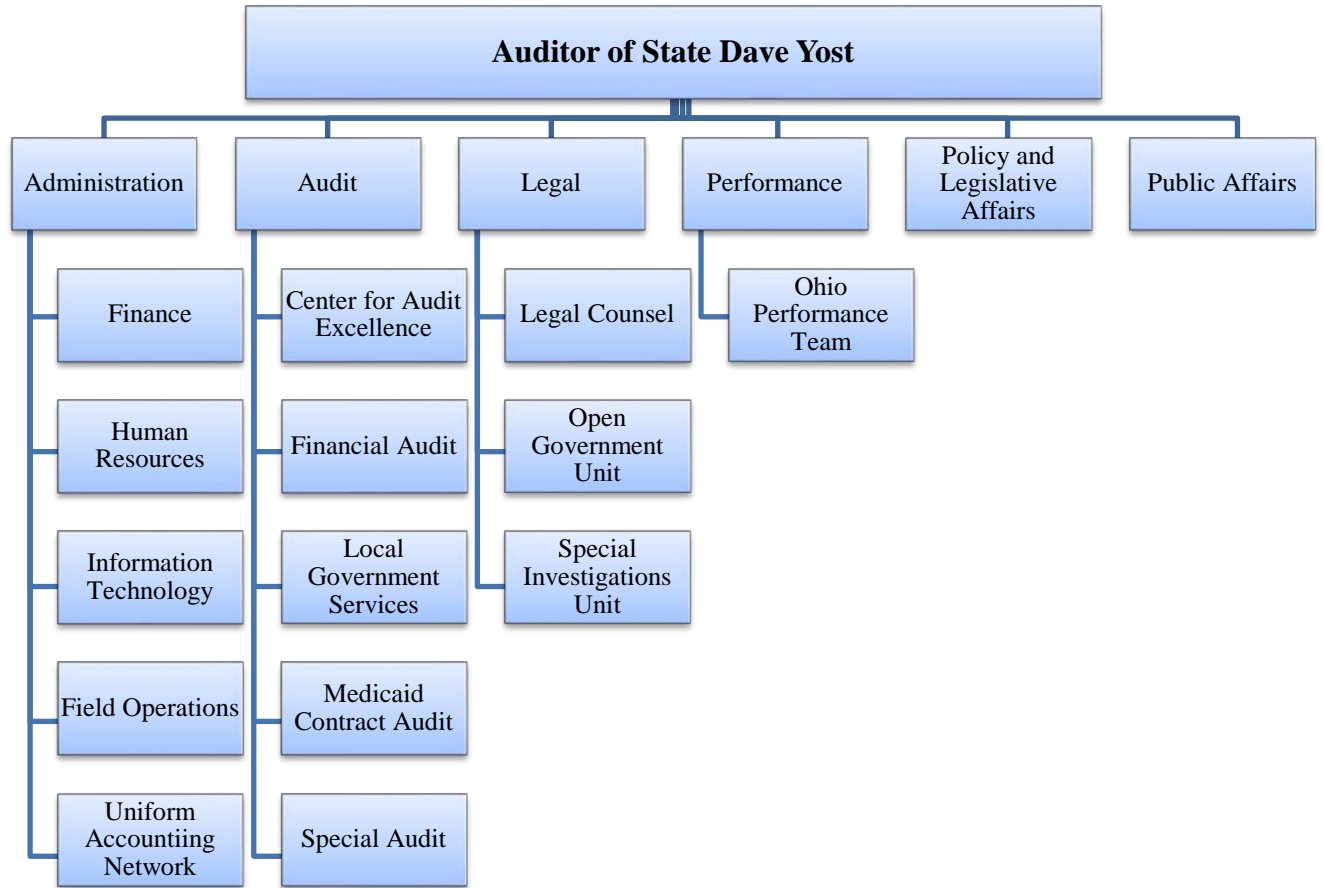 Auditor of State Dave Yost
Administration
Audit
Legal
Performance
Policy and
Legislative
Affairs
Public Affairs
Finance
Human
Resources
Information
Technology
Field Operations
Uniform
Accountiing
Network
Center for Audit
Excellence
Financial Audit
Local
Government
Services
Medicaid
Contract Audit
Special Audit
Legal Counsel
Open
Government
Unit
Special
Investigations
Unit
Ohio
Performance
Team